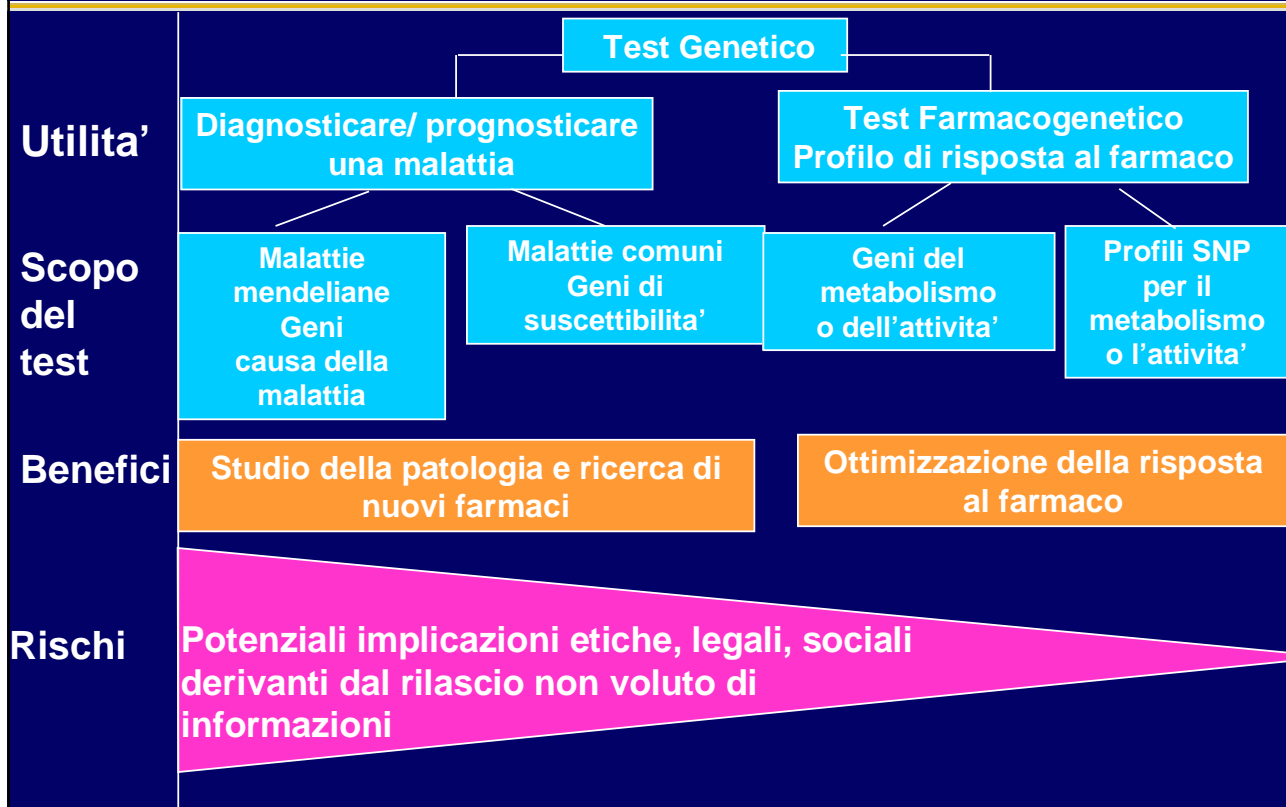 Test Genetico
Utilita’
Diagnosticare/ prognosticare
una malattia
Test Farmacogenetico
Profilo di risposta al farmaco
Scopo
del
test
Malattie
mendeliane
Geni
causa della
malattia
Malattie comuni
Geni di
suscettibilita’
Geni del
metabolismo
o dell’attivita’
Profili SNP
per il
metabolismo
o l’attivita’
Benefici
Studio della patologia e ricerca di
nuovi farmaci
Ottimizzazione della risposta
al farmaco
Rischi
Potenziali implicazioni etiche, legali, sociali
derivanti dal rilascio non voluto di
informazioni